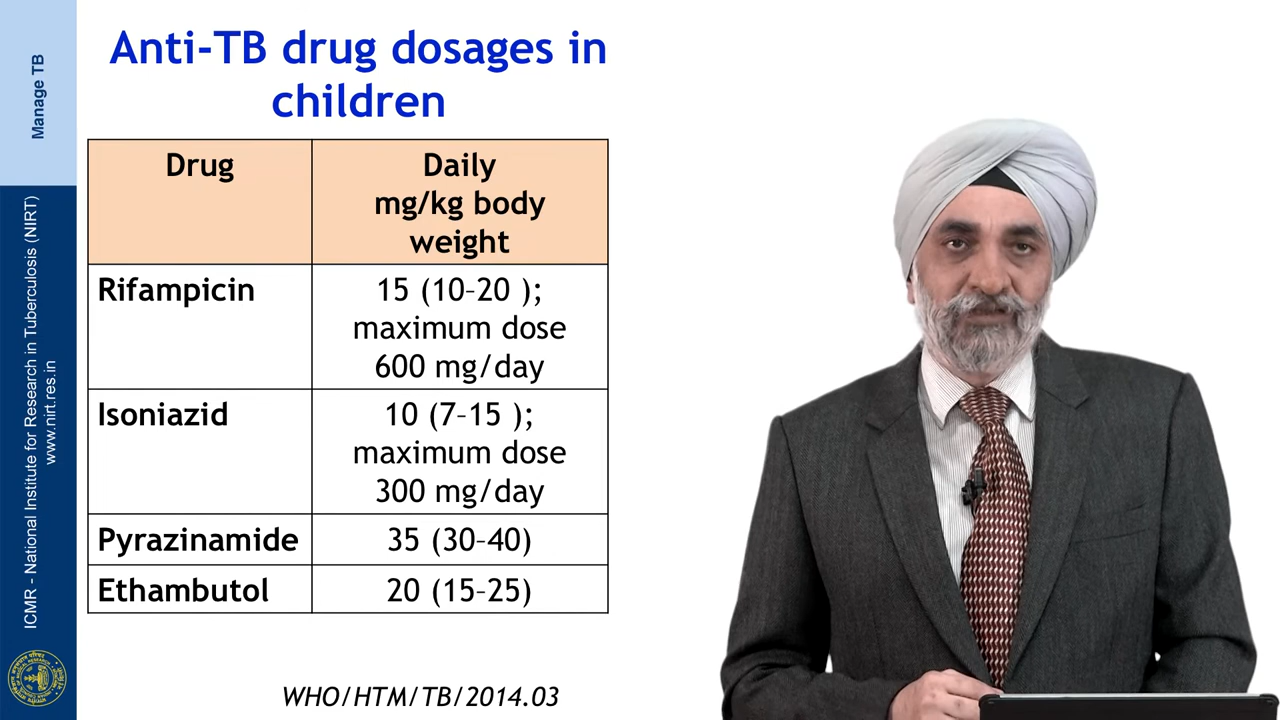 Manage TB
ICMR - National Institute for Research in Tuberculosis (NIRT)
www.nirt.res.in
Anti-TB drug dosages in
children
Drug
Daily
mg/kg body
weight
Rifampicin
15 (10–20 );
maximum dose
600 mg/day
Isoniazid
10 (7–15 );
maximum dose
300 mg/day
Pyrazinamide
35 (30–40)
Ethambutol
20 (15–25)
WHO/HTM/TB/2014.03